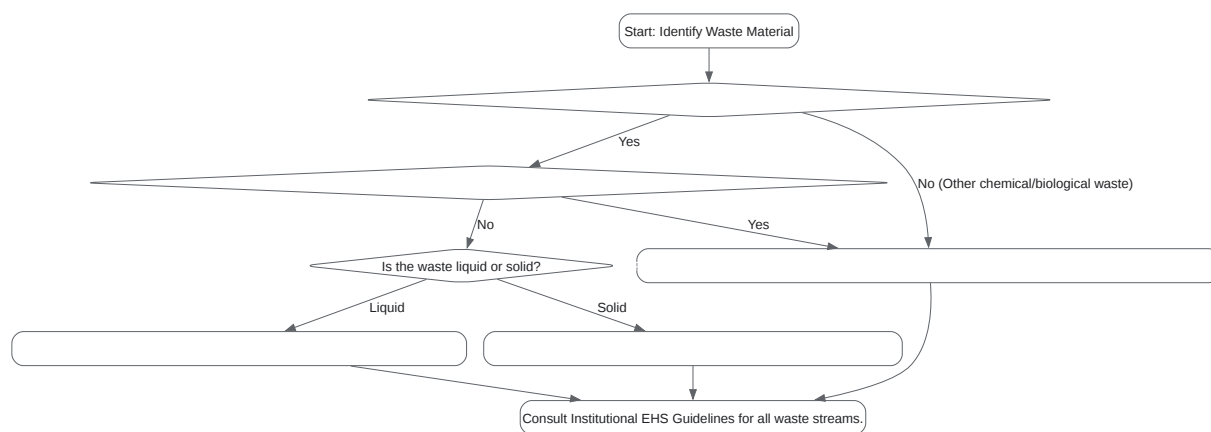 Start: Identify Waste Material
Yes
No (Other chemical/biological waste)
No
Yes
Is the waste liquid or solid?
Liquid
Solid
Consult Institutional EHS Guidelines for all waste streams.